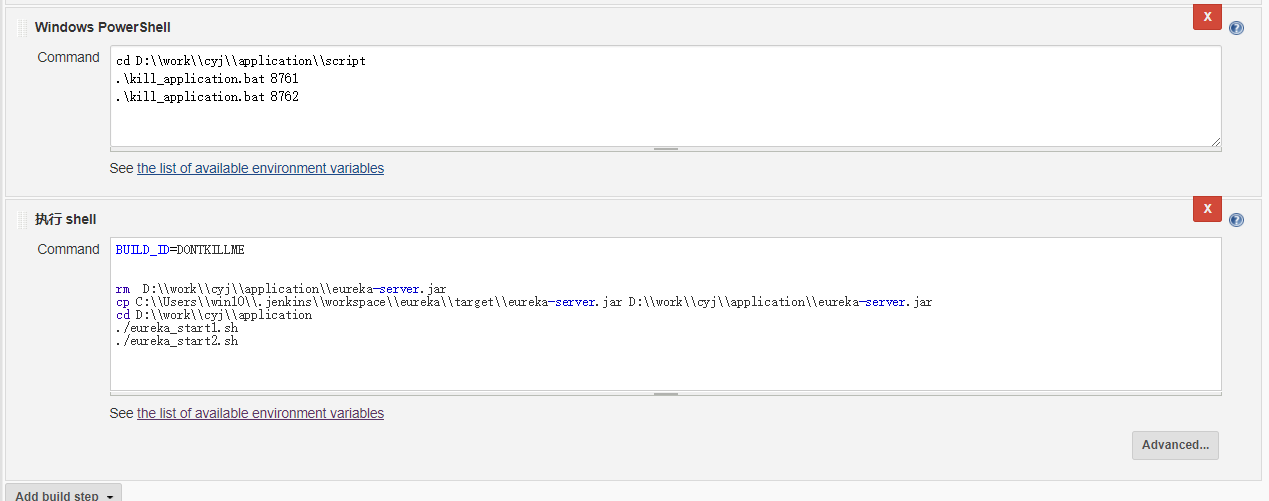 Windows PowerShell
X
Command
cd D:\\work\\cyj\\application\\script
.\kill_application.bat 8761
.\kill_application.bat 8762
See the list of available environment variables
执行 shell
X
Command
BUILD_ID=DONTKILLME
rm  D:\\work\\cyj\\application\\eureka-server.jar
cp C:\\Users\\win10\\.jenkins\\workspace\\eureka\\target\\eureka-server.jar D:\\work\\cyj\\application\\eureka-server.jar
cd D:\\work\\cyj\\application
./eureka_start1.sh
./eureka_start2.sh
See the list of available environment variables
Advanced...
Add build step